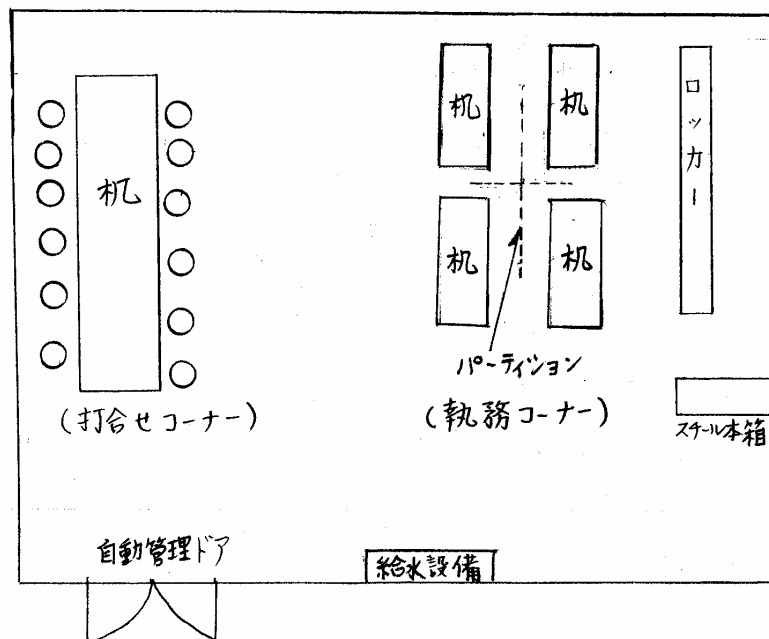 机
机
机
ロッカー
机
机
パーティション
(打合せコーナー)
(執務コーナー)
スチール本箱
自動管理ドア
給水設備